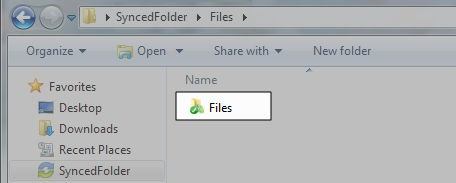 SyncedFolder Files
Organize Open Share with New folder
Favorites
Name
Desktop
Files
Downloads
Recent Places
SyncedFolder